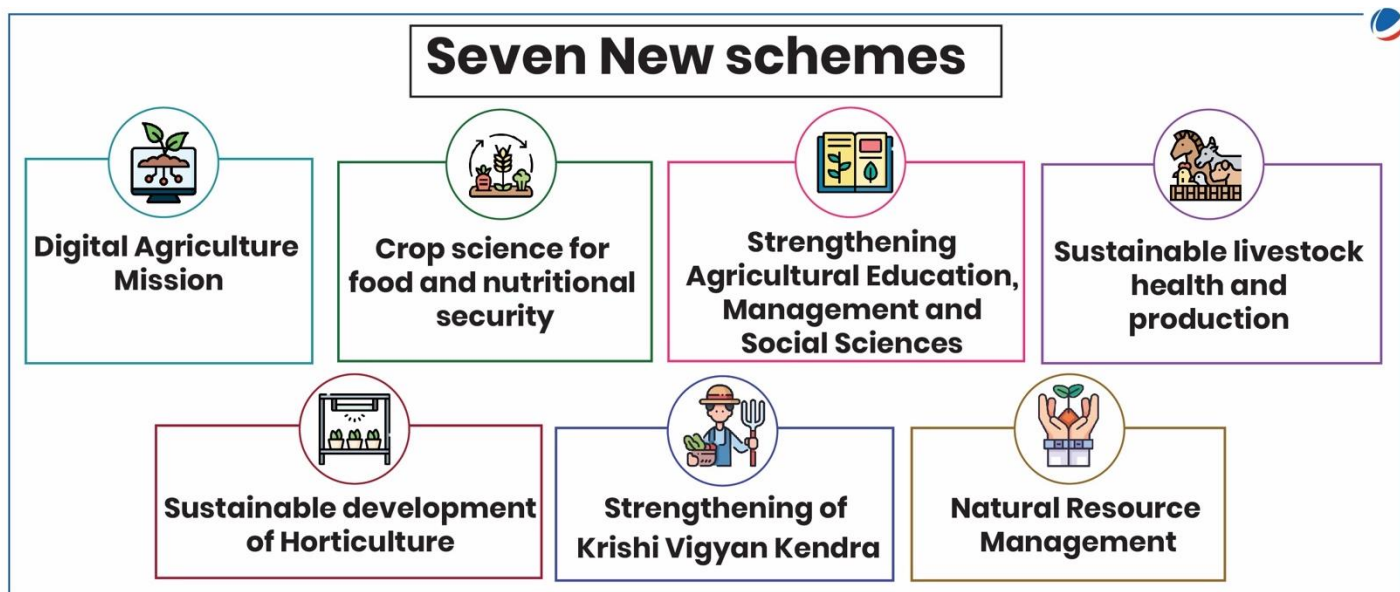 Seven New schemes
Digital Agriculture
Mission
Crop science for
food and nutritional
security
Strengthening
Agricultural Education,
Management and
Social Sciences
Sustainable livestock
health and
production
Sustainable development
of Horticulture
Strengthening of
Krishi Vigyan Kendra
Natural Resource
Management